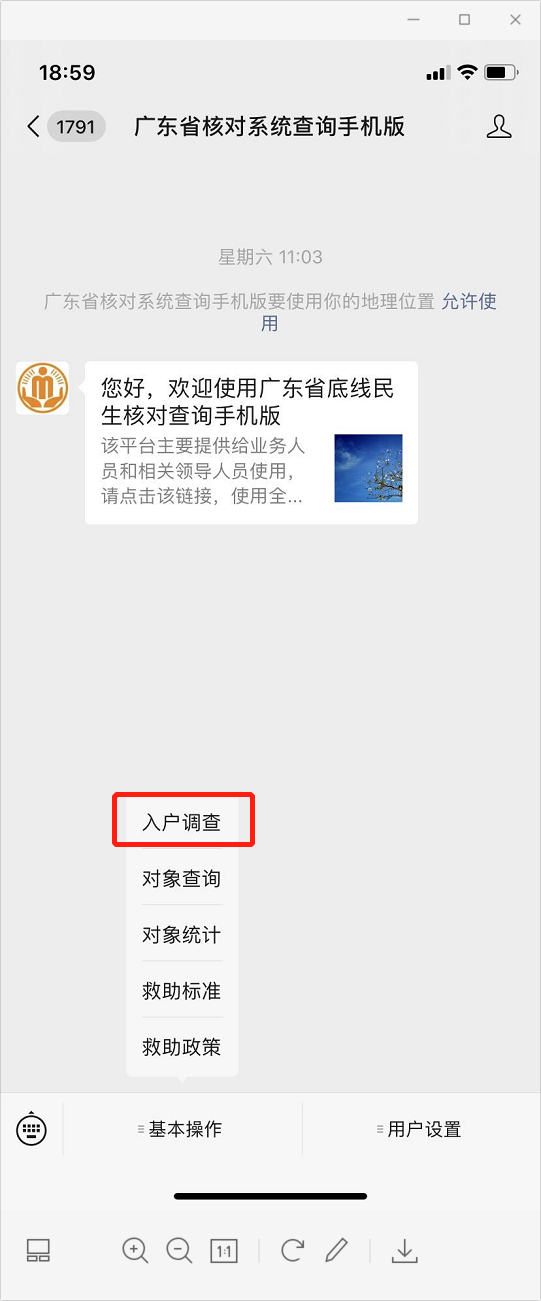 18:59
1791
广东省核对系统查询手机版
星期六 11:03
广东省核对系统查询手机版要使用你的地理位置 允许使
用
您好，欢迎使用广东省底线民
生核对查询手机版
该平台主要提供给业务人
员和相关领导人员使用，
请点击该链接，使用全...
入户调查
对象查询
对象统计
救助标准
救助政策
基本操作
用户设置
1:1